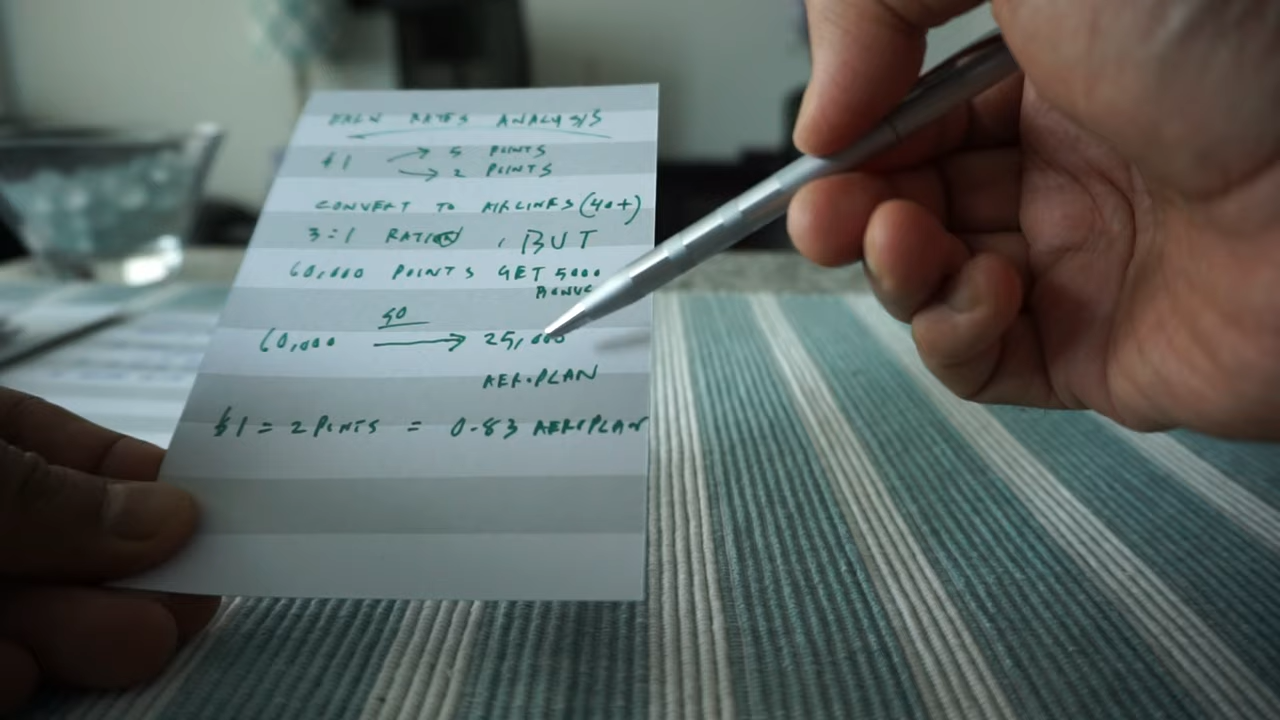 EARN RATES ANALYSIS
$1 → 5 POINTS
→ 2 POINTS
CONVERT TO AIRLINES (40+)
3:1 RATIO, BUT
60,000 POINTS GET 5000
BONUS
SO
60,000 → 25,000
AEROPLAN
$1 = 2 POINTS = 0.83 AEROPLAN